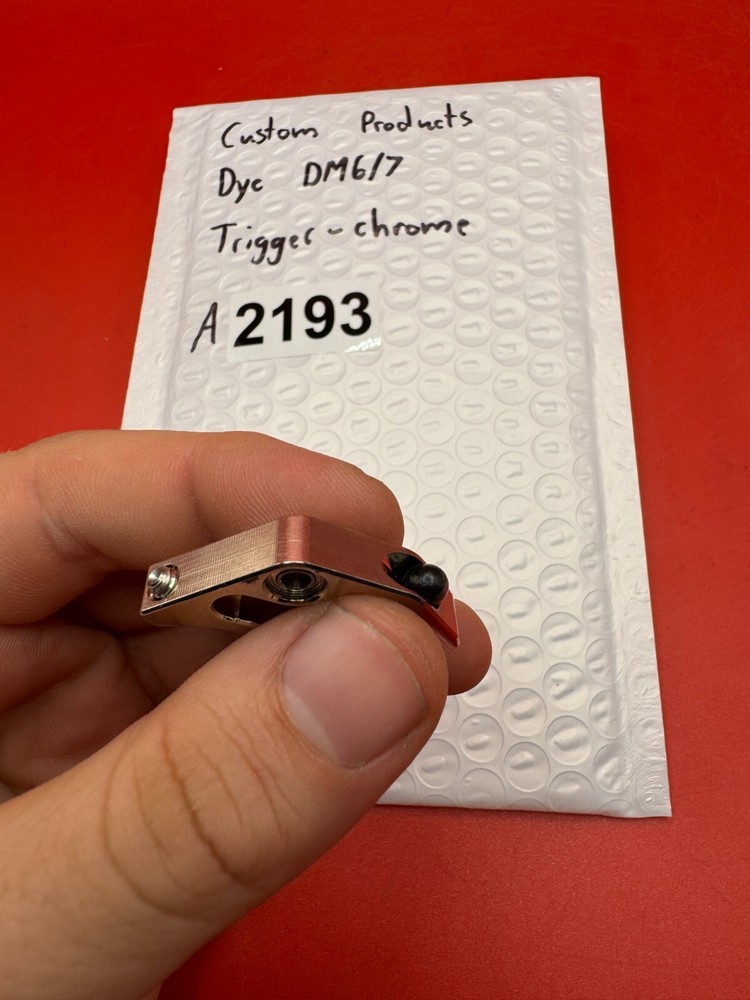 Custom Products
Dye DM6/7
Trigger - chrome
A 2193